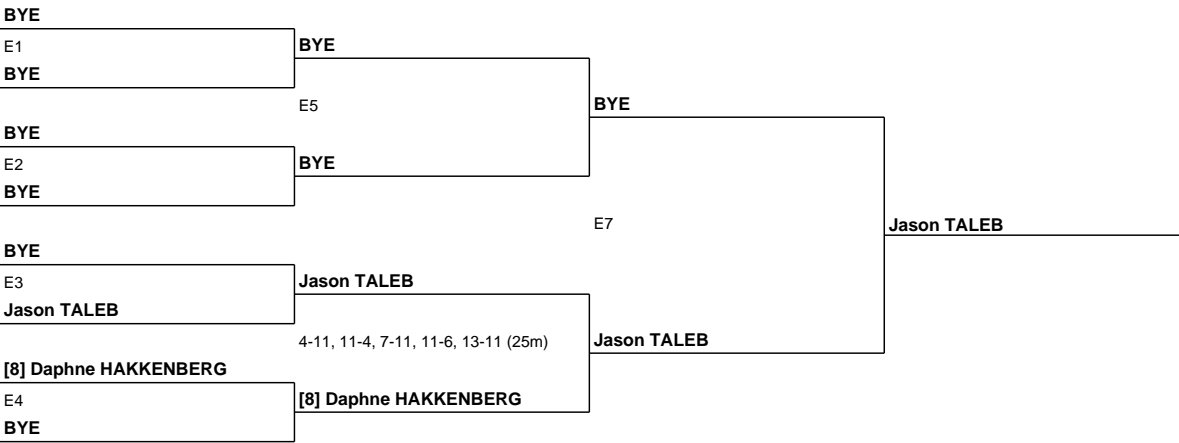 BYE
E1
BYE
BYE
E5
BYE
BYE
E2
BYE
BYE
E7
Jason TALEB
BYE
E3
Jason TALEB
Jason TALEB
4-11, 11-4, 7-11, 11-6, 13-11 (25m)
Jason TALEB
[8] Daphne HAKKENBERG
E4
[8] Daphne HAKKENBERG
BYE